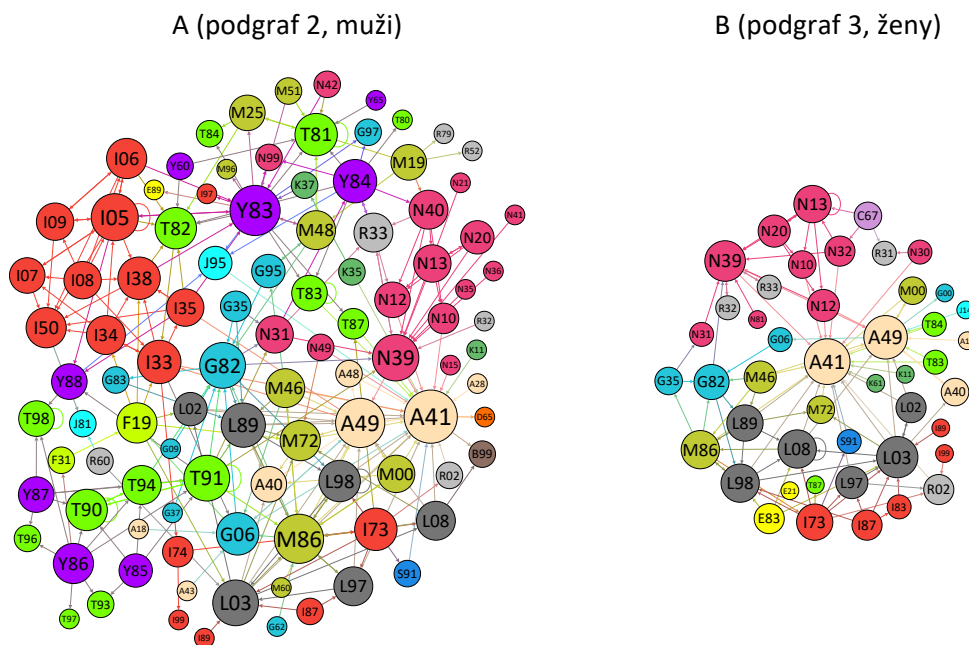 A (podgraf 2, muži)
B (podgraf 3, ženy)
M51
N42
Y65
M25
T84
T81
G97
T80
R79
R52
I06
Y60
M96
N99
M19
E89
I97
K37
Y84
N21
I09
I05
T82
Y83
M48
R33
N40
N41
N20
I07
I08
I38
J95
G95
K35
N13
N36
N35
I50
I34
I35
G35
T83
N12
N10
R32
I33
N31
T87
N49
N39
K11
N15
Y88
G83
G82
A48
A28
T98
J81
F19
L02
M46
L89
A49
A41
D65
F31
R60
G09
M72
B99
Y87
T90
T94
T91
A40
L98
M00
R02
T96
A18
G37
G06
M86
I73
L08
Y86
Y85
I74
S91
T97
T93
A43
I99
L03
M60
L97
I87
I89
G62
N13
C67
N20
N32
R31
N30
N39
N10
R33
M00
G00
R32
N12
J14
N81
N31
G06
A49
T84
A1
A41
T83
G35
G82
M46
K61
K11
A40
L89
M72
L02
M86
L08
S91
I89
L03
I99
L98
E21
T87
L97
R02
E83
I73
I87
I83